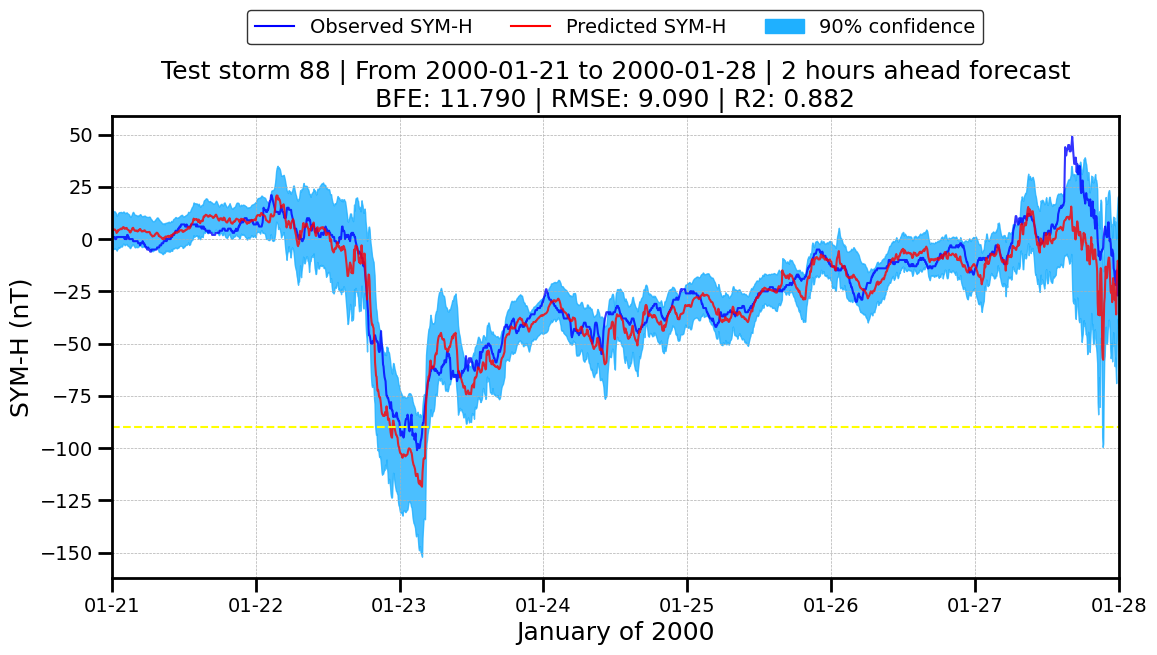 Observed SYM-H Predicted SYM-H 90% confidence
Test storm 88 | From 2000-01-21 to 2000-01-28 | 2 hours ahead forecast
BFE: 11.790 | RMSE: 9.090 | R2: 0.882
SYM-H (nT)
50
25
0
−25
−50
−75
−100
−125
−150
01-21 01-22 01-23 01-24 01-25 01-26 01-27 01-28
January of 2000